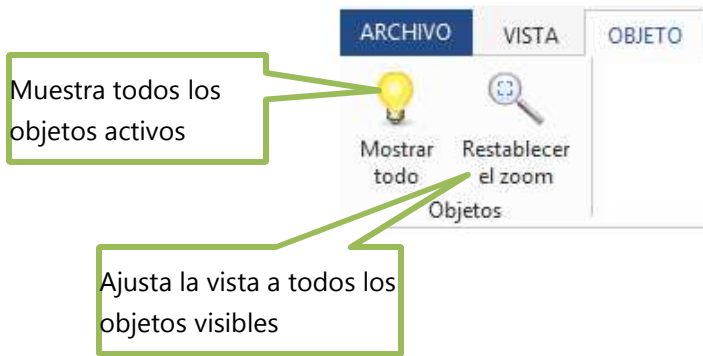 ARCHIVO VISTA OBJETO
Muestra todos los
objetos activos
Mostrar
todo
Restablecer
el zoom
Objetos
Ajusta la vista a todos los
objetos visibles